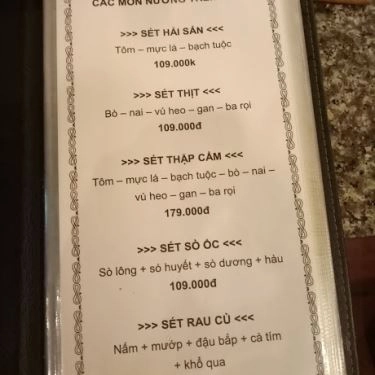 CÁC MÓN NƯỚNG
>>> SÉT HẢI SẢN <<<
Tôm – mực lá – bạch tuộc
109.000k
>>> SÉT THỊT <<<
Bò – nai – vú heo – gan – ba rọi
109.000đ
>>> SÉT THẬP CẨM <<<
Tôm – mực lá – bạch tuộc – bò – nai –
vú heo – gan – ba rọi
179.000đ
>>> SÉT SÒ ỐC <<<
Sò lông + sò huyết + sò dương + hàu
109.000đ
>>> SÉT RAU CỦ <<<
Nấm + mướp + đậu bắp + cà tím
+ khổ qua